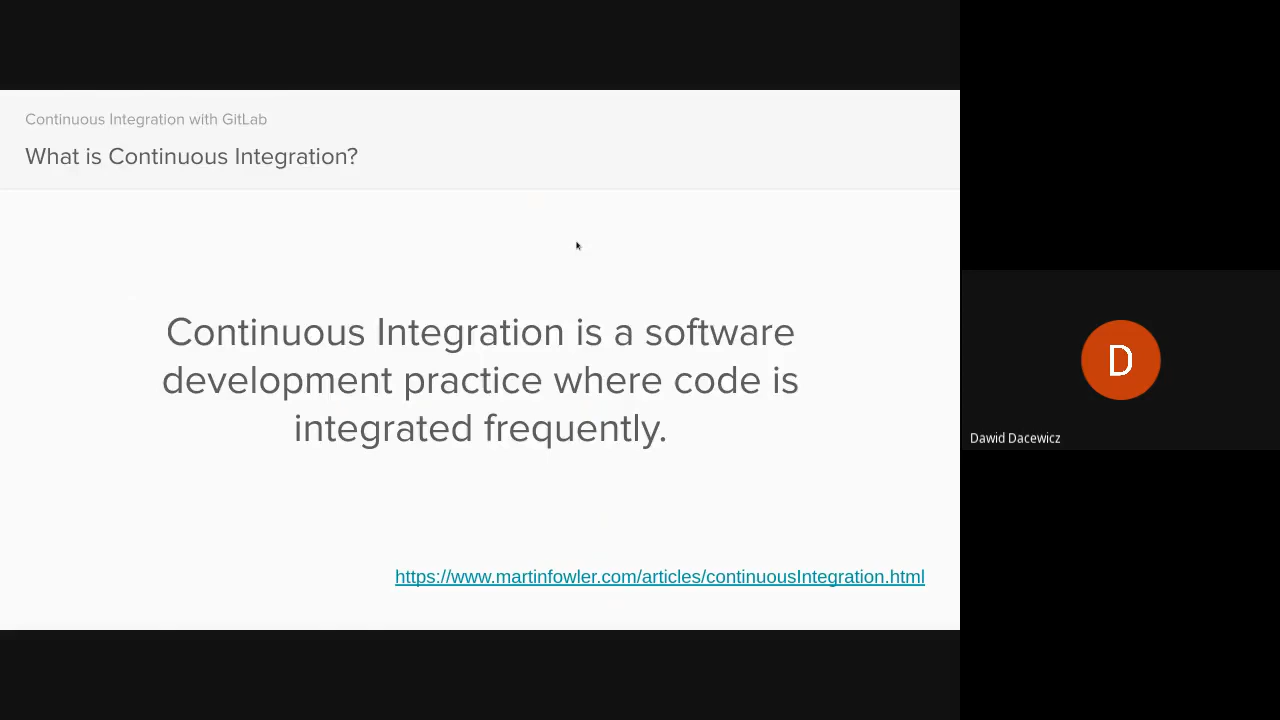 Continuous Integration with GitLab
What is Continuous Integration?
Continuous Integration is a software
development practice where code is
integrated frequently.
https://www.martinfowler.com/articles/continuousIntegration.html
D
Dawid Dacewicz